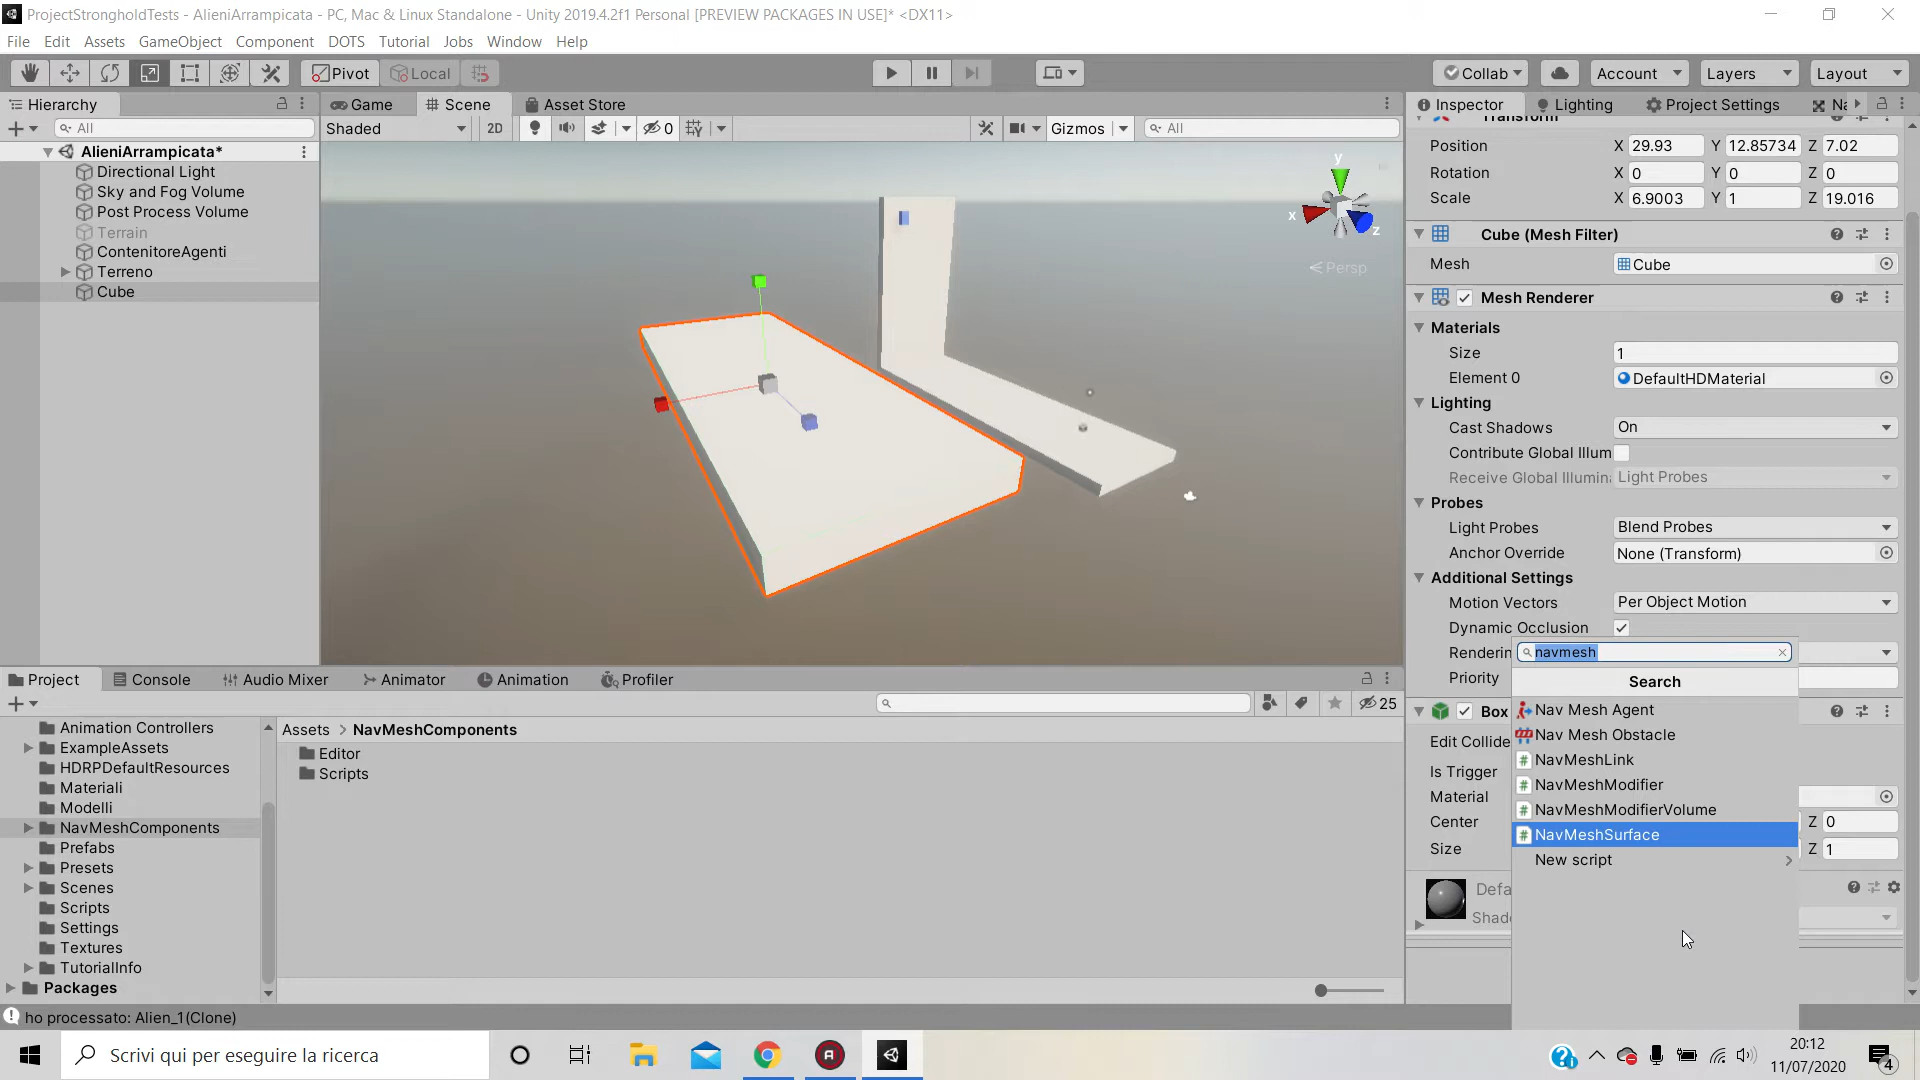 ProjectStrongholdTests - AlieniArrampicata - PC, Mac & Linux Standalone - Unity 2019.4.2f1 Personal [PREVIEW PACKAGES IN USE]* <DX11>
File Edit Assets GameObject Component DOTS Tutorial Jobs Window Help
Pivot Local Collab Account Layers Layout
Hierarchy Game Scene Asset Store Inspector Lighting Project Settings
All Shaded 2D 0 Gizmos All
AlieniArrampicata*
Directional Light
Sky and Fog Volume
Post Process Volume
Terrain
ContenitoreAgenti
Terreno
Cube
y
x
z
Persp
Transform
Position X 29.93 Y 12.85734 Z 7.02
Rotation X 0 Y 0 Z 0
Scale X 6.9003 Y 1 Z 19.016
Cube (Mesh Filter)
Mesh Cube
Mesh Renderer
Materials
Size 1
Element 0 DefaultHDMaterial
Lighting
Cast Shadows On
Contribute Global Illum
Receive Global Illumina Light Probes
Probes
Light Probes Blend Probes
Anchor Override None (Transform)
Additional Settings
Motion Vectors Per Object Motion
Dynamic Occlusion
Renderin
Priority
Box
Edit Collide
Is Trigger
Material
Center Z 0
Size Z 1
Defa
Shade
navmesh
Search
Nav Mesh Agent
Nav Mesh Obstacle
NavMeshLink
NavMeshModifier
NavMeshModifierVolume
NavMeshSurface
New script
Project Console Audio Mixer Animator Animation Profiler
25
Animation Controllers
ExampleAssets
HDRPDefaultResources
Materiali
Modelli
NavMeshComponents
Prefabs
Presets
Scenes
Scripts
Settings
Textures
TutorialInfo
Packages
Assets > NavMeshComponents
Editor
Scripts
ho processato: Alien_1(Clone)
Scrivi qui per eseguire la ricerca
20:12
11/07/2020
4